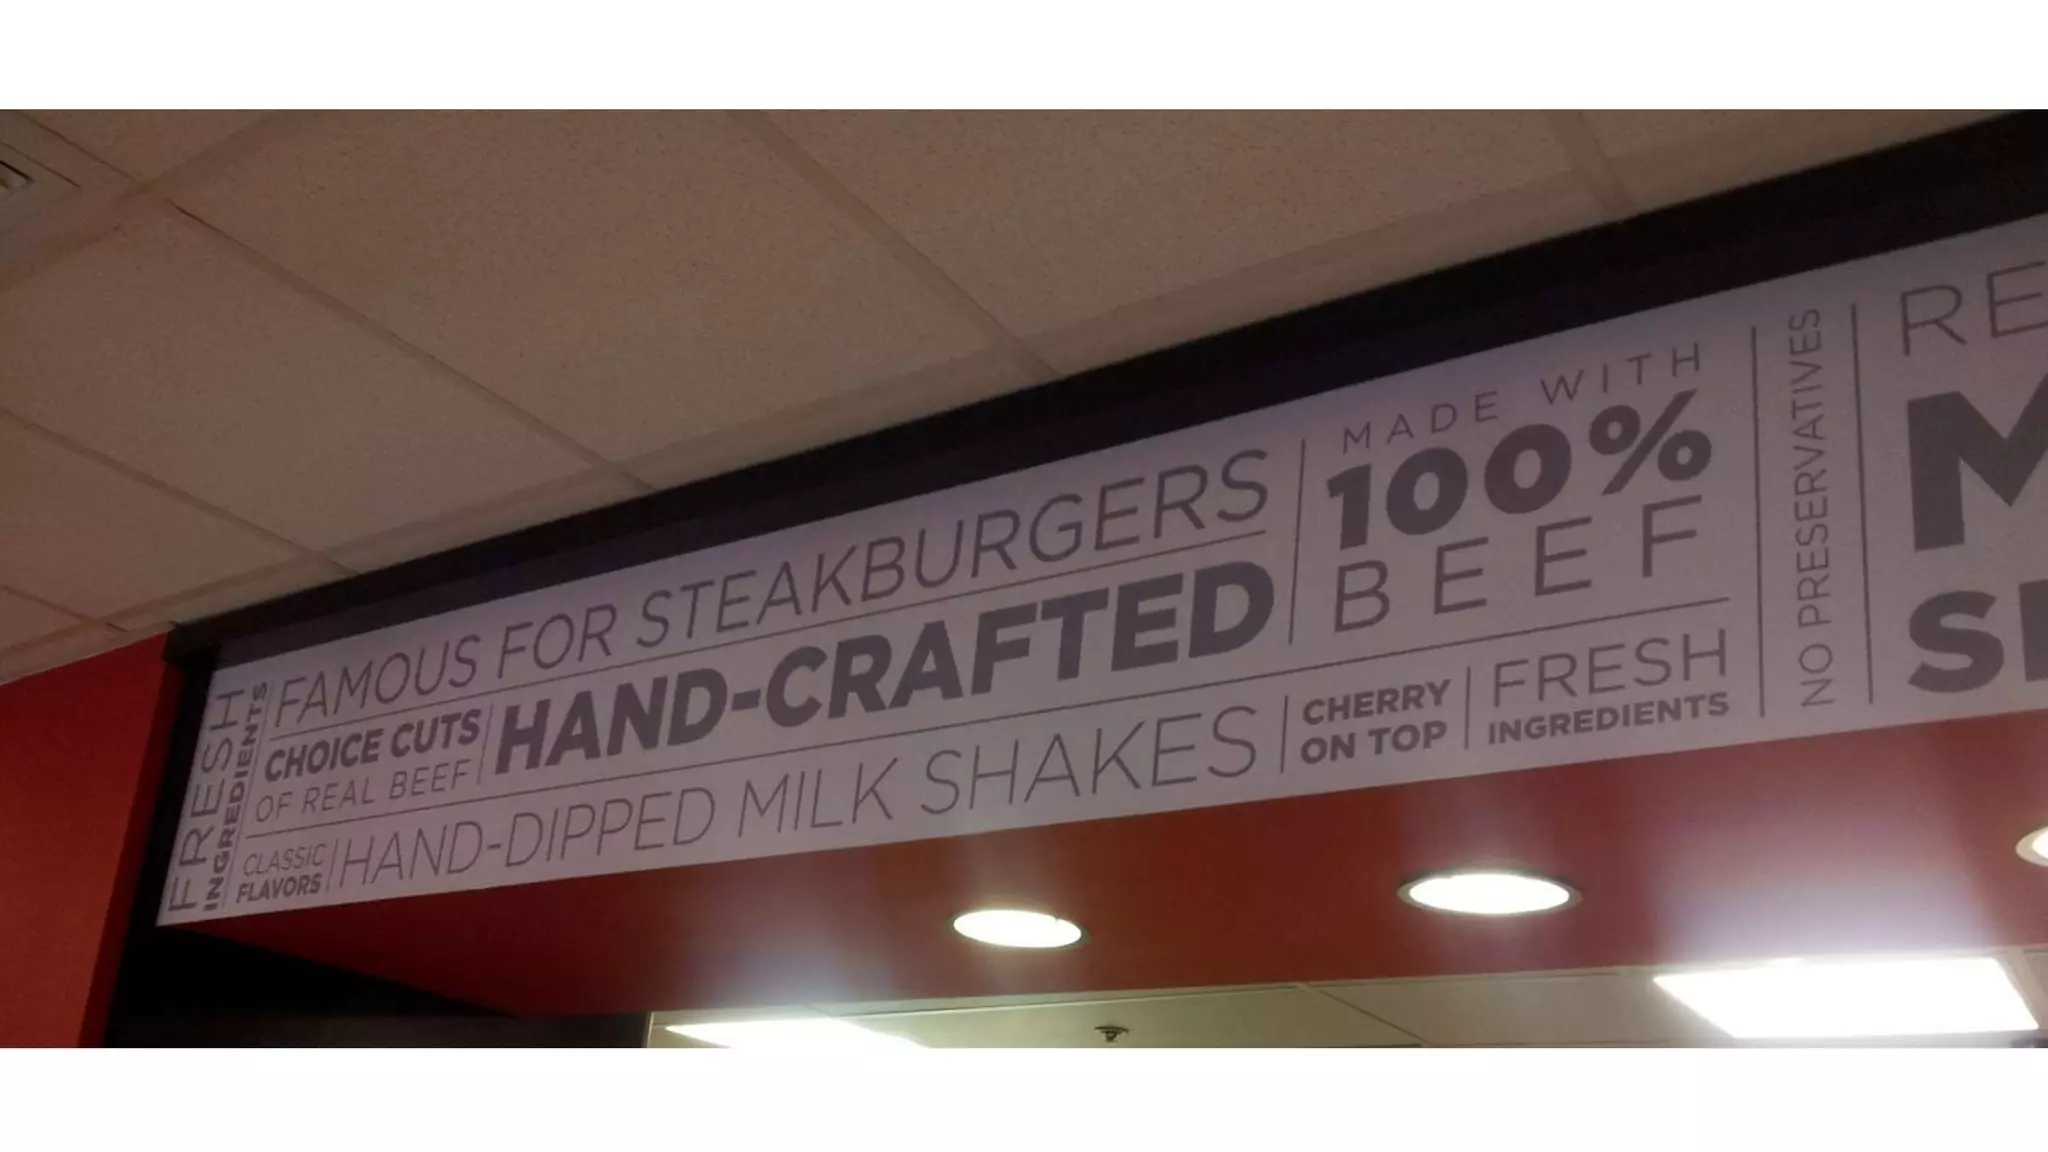 FRESH
INGREDIENTS
FAMOUS FOR STEAKBURGERS
CHOICE CUTS
OF REAL BEEF
HAND-CRAFTED
CLASSIC
FLAVORS
HAND-DIPPED MILK SHAKES
MADE WITH
100%
BEEF
CHERRY
ON TOP
FRESH
INGREDIENTS
NO PRESERVATIVES